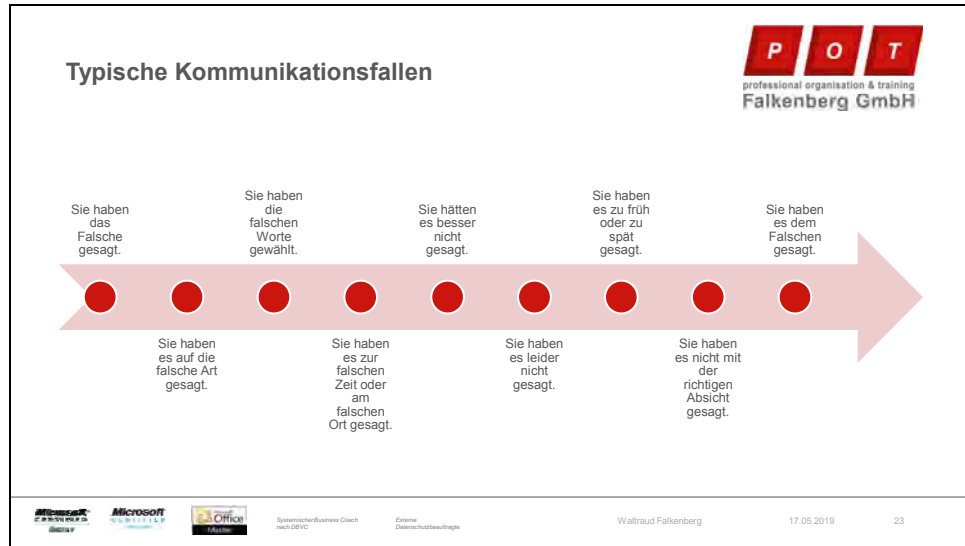 Typische Kommunikationsfallen
P O T
professional organisation & training
Falkenberg GmbH
Sie haben
das
Falsche
gesagt.
Sie haben
es auf die
falsche Art
gesagt.
Sie haben
die
falschen
Worte
gewählt.
Sie haben
es zur
falschen
Zeit oder
am
falschen
Ort gesagt.
Sie hätten
es besser
nicht
gesagt.
Sie haben
es leider
nicht
gesagt.
Sie haben
es zu früh
oder zu
spät
gesagt.
Sie haben
es nicht mit
der
richtigen
Absicht
gesagt.
Sie haben
es dem
Falschen
gesagt.
Microsoft
Microsoft
Office
Master
Systemischer Business Coach
nach DBVC
Externe
Datenschutzbeauftragte
Waltraud Falkenberg
17.05.2019
23